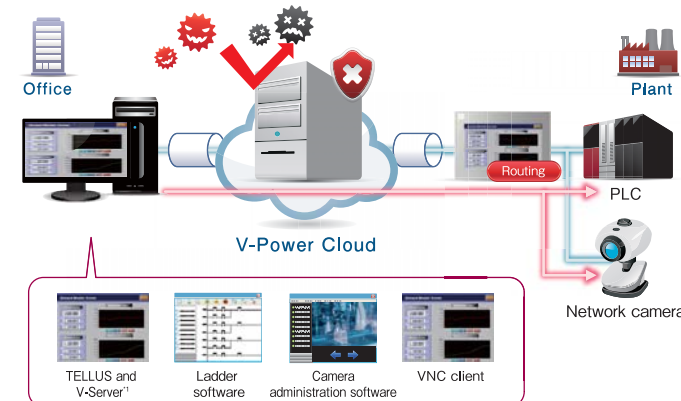 Office
Plant
Routing
PLC
V-Power Cloud
Network camera
TELLUS and
V-Server*1
Ladder
software
Camera
administration software
VNC client